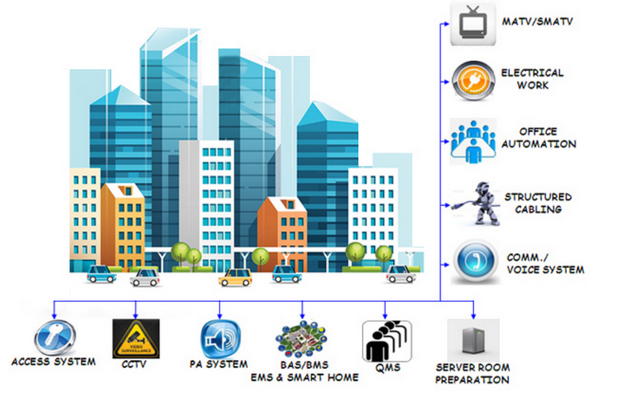 MATV/SMATV
ELECTRICAL
WORK
OFFICE
AUTOMATION
STRUCTURED
CABLING
COMM./
VOICE SYSTEM
ACCESS SYSTEM
VIDEO
SURVEILLANCE
CCTV
PA SYSTEM
BAS/BMS
EMS & SMART HOME
QMS
SERVER ROOM
PREPARATION